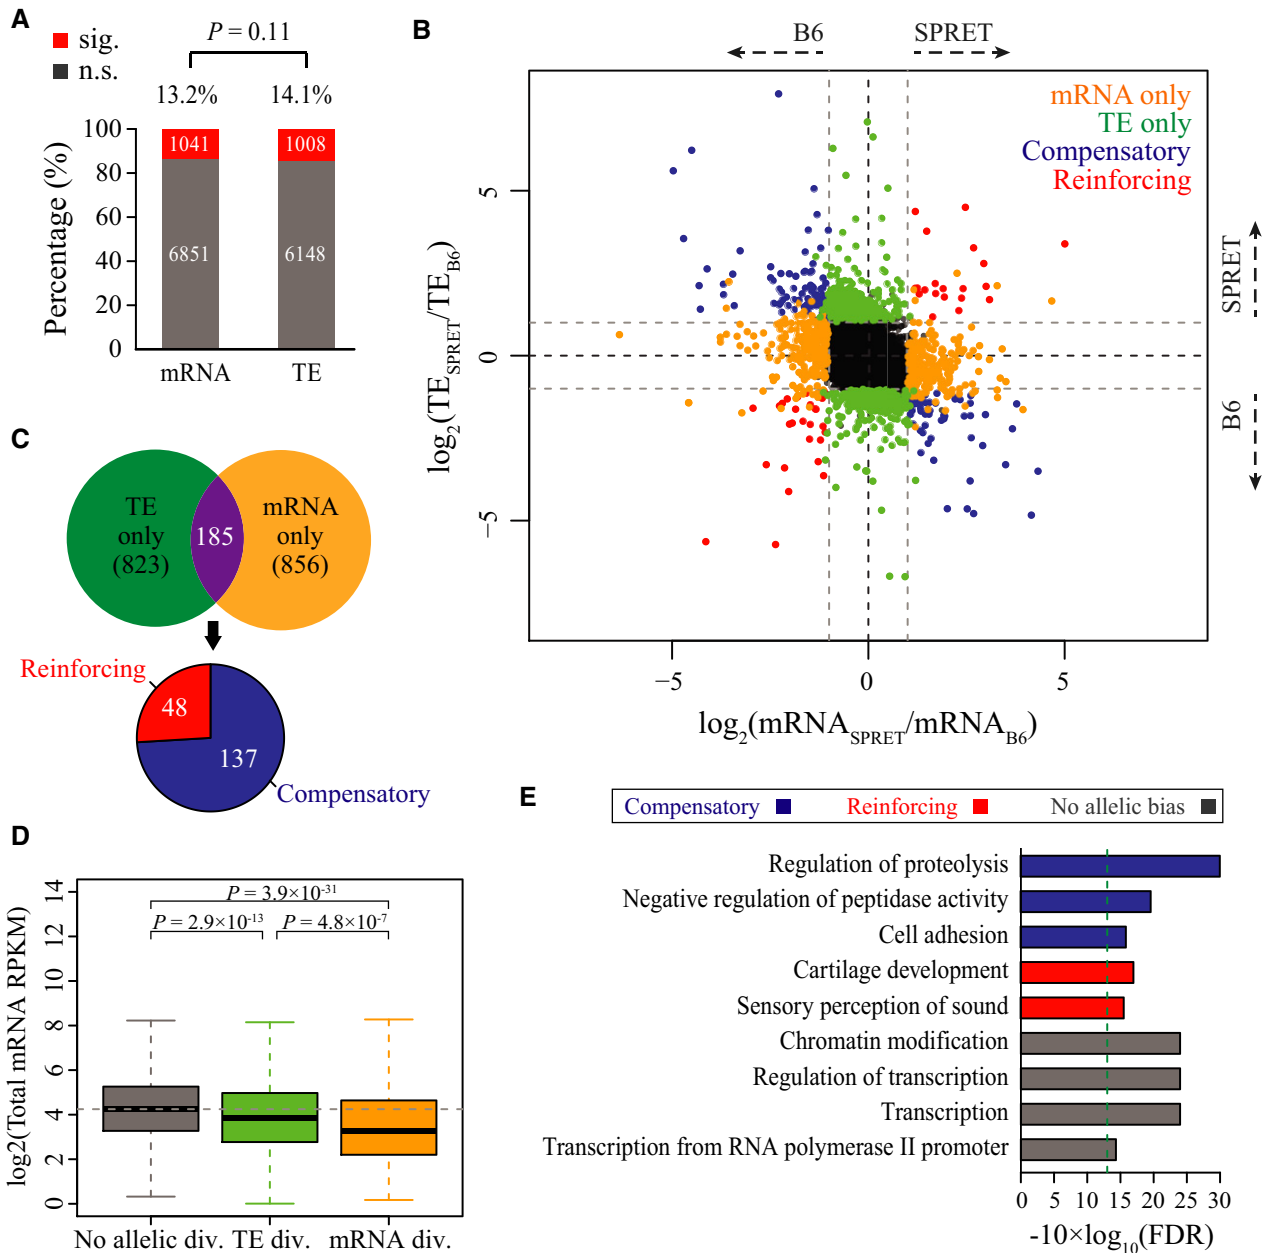 A
sig.
n.s.
P = 0.11
13.2%
14.1%
Percentage (%)
100
80
60
40
20
0
1041
1008
6851
6148
mRNA
TE
B
B6
SPRET
mRNA only
TE only
Compensatory
Reinforcing
log2(TESPRET/TEB6)
5
0
−5
SPRET
B6
−5
0
5
log2(mRNASPRET/mRNAB6)
C
TE
only
(823)
185
mRNA
only
(856)
Reinforcing
48
137
Compensatory
D
log2(Total mRNA RPKM)
14
12
10
8
6
4
2
0
P = 3.9×10-31
P = 2.9×10-13
P = 4.8×10-7
No allelic div.
TE div.
mRNA div.
E
Compensatory
Reinforcing
No allelic bias
Regulation of proteolysis
Negative regulation of peptidase activity
Cell adhesion
Cartilage development
Sensory perception of sound
Chromatin modification
Regulation of transcription
Transcription
Transcription from RNA polymerase II promoter
0 5 10 15 20 25 30
-10×log10(FDR)